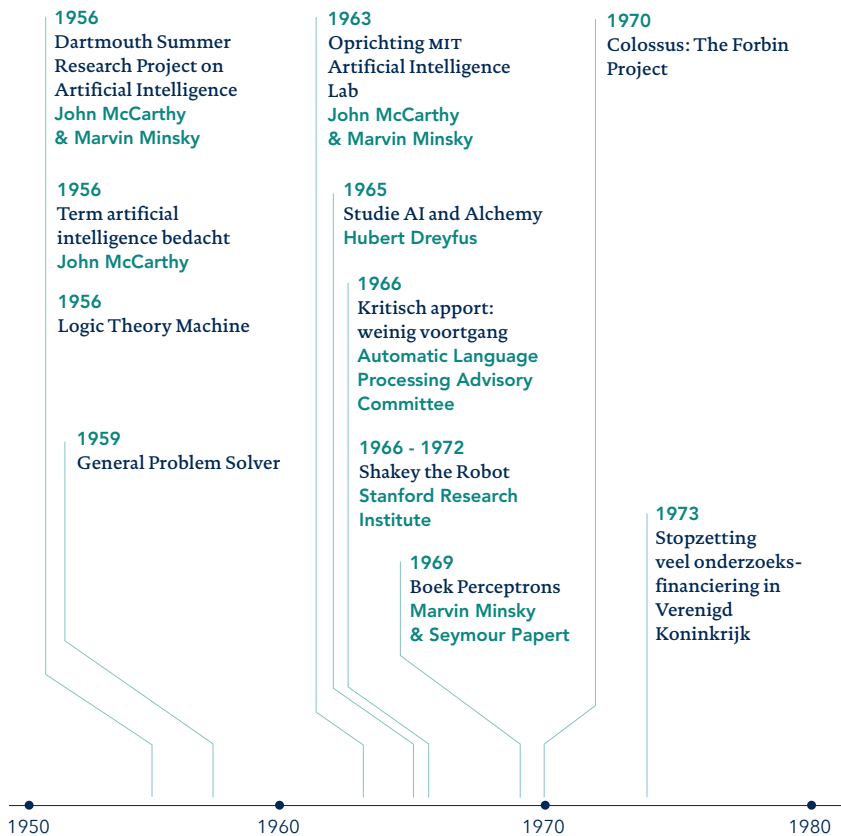 1956
Dartmouth Summer
Research Project on
Artificial Intelligence
John McCarthy
& Marvin Minsky
1956
Term artificial
intelligence bedacht
John McCarthy
1956
Logic Theory Machine
1959
General Problem Solver
1963
Oprichting MIT
Artificial Intelligence
Lab
John McCarthy
& Marvin Minsky
1965
Studie AI and Alchemy
Hubert Dreyfus
1966
Kritisch apport:
weinig voortgang
Automatic Language
Processing Advisory
Committee
1966 - 1972
Shakey the Robot
Stanford Research
Institute
1969
Boek Perceptrons
Marvin Minsky
& Seymour Papert
1970
Colossus: The Forbin
Project
1973
Stopzetting
veel onderzoeks-
financiering in
Verenigd
Koninkrijk
1950
1960
1970
1980